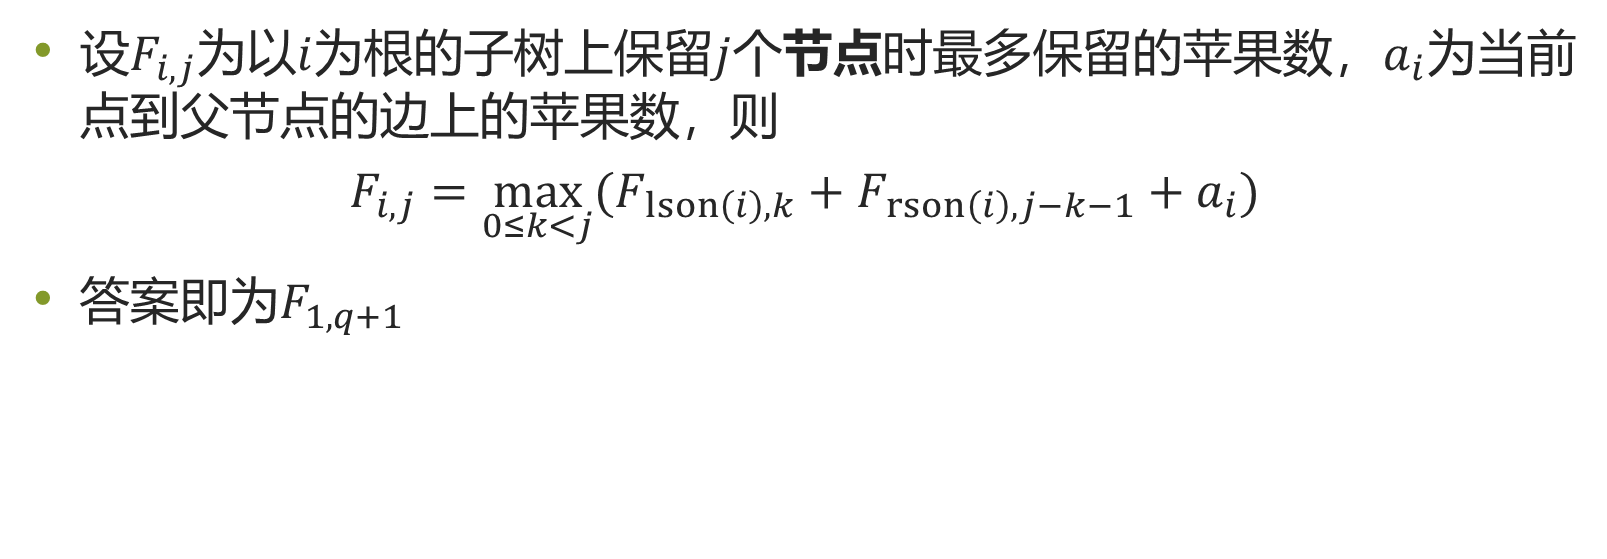 • 设F_{i,j}为以i为根的子树上保留j个节点时最多保留的苹果数，a_i为当前
点到父节点的边上的苹果数，则
F_{i,j} = max_{0≤k<j}(F_{lson(i),k} + F_{rson(i),j−k−1} + a_i)
• 答案即为F_{1,q+1}